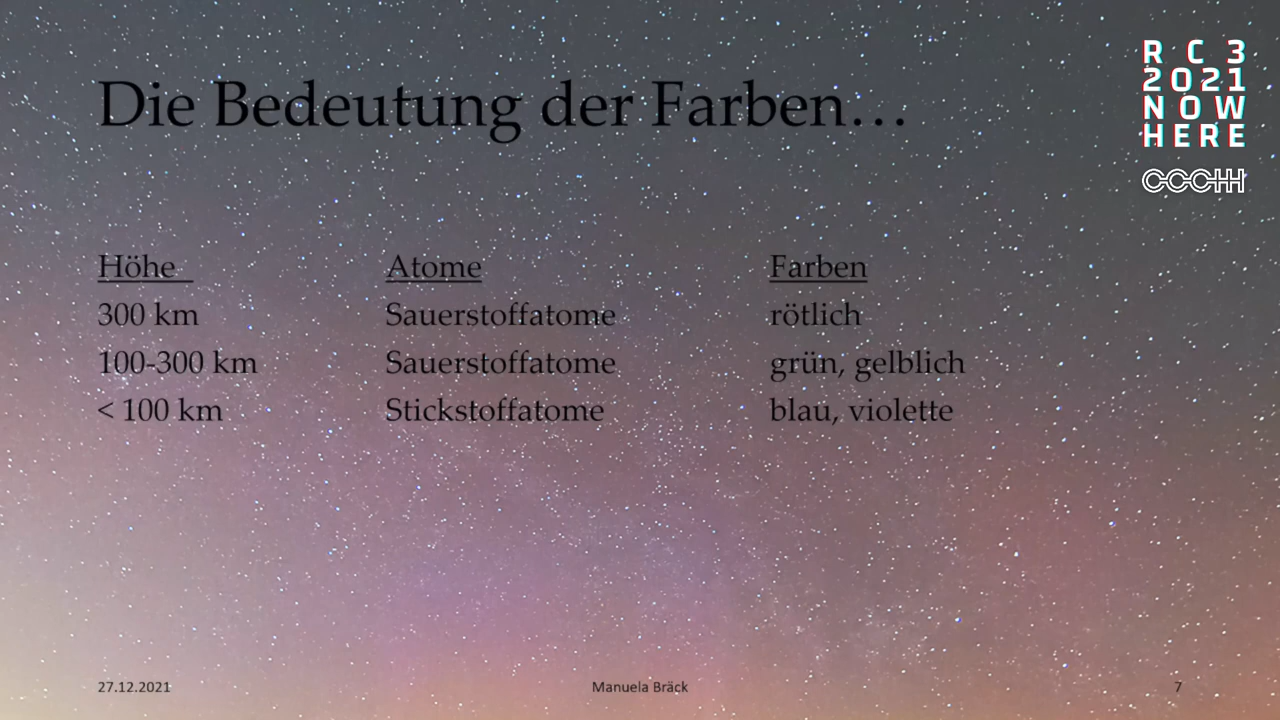 Die Bedeutung der Farben…
R C 3
2021
NOW
HERE
CCCHH
Höhe Atome Farben
300 km Sauerstoffatome rötlich
100-300 km Sauerstoffatome grün, gelblich
< 100 km Stickstoffatome blau, violette
27.12.2021 Manuela Bräck 7